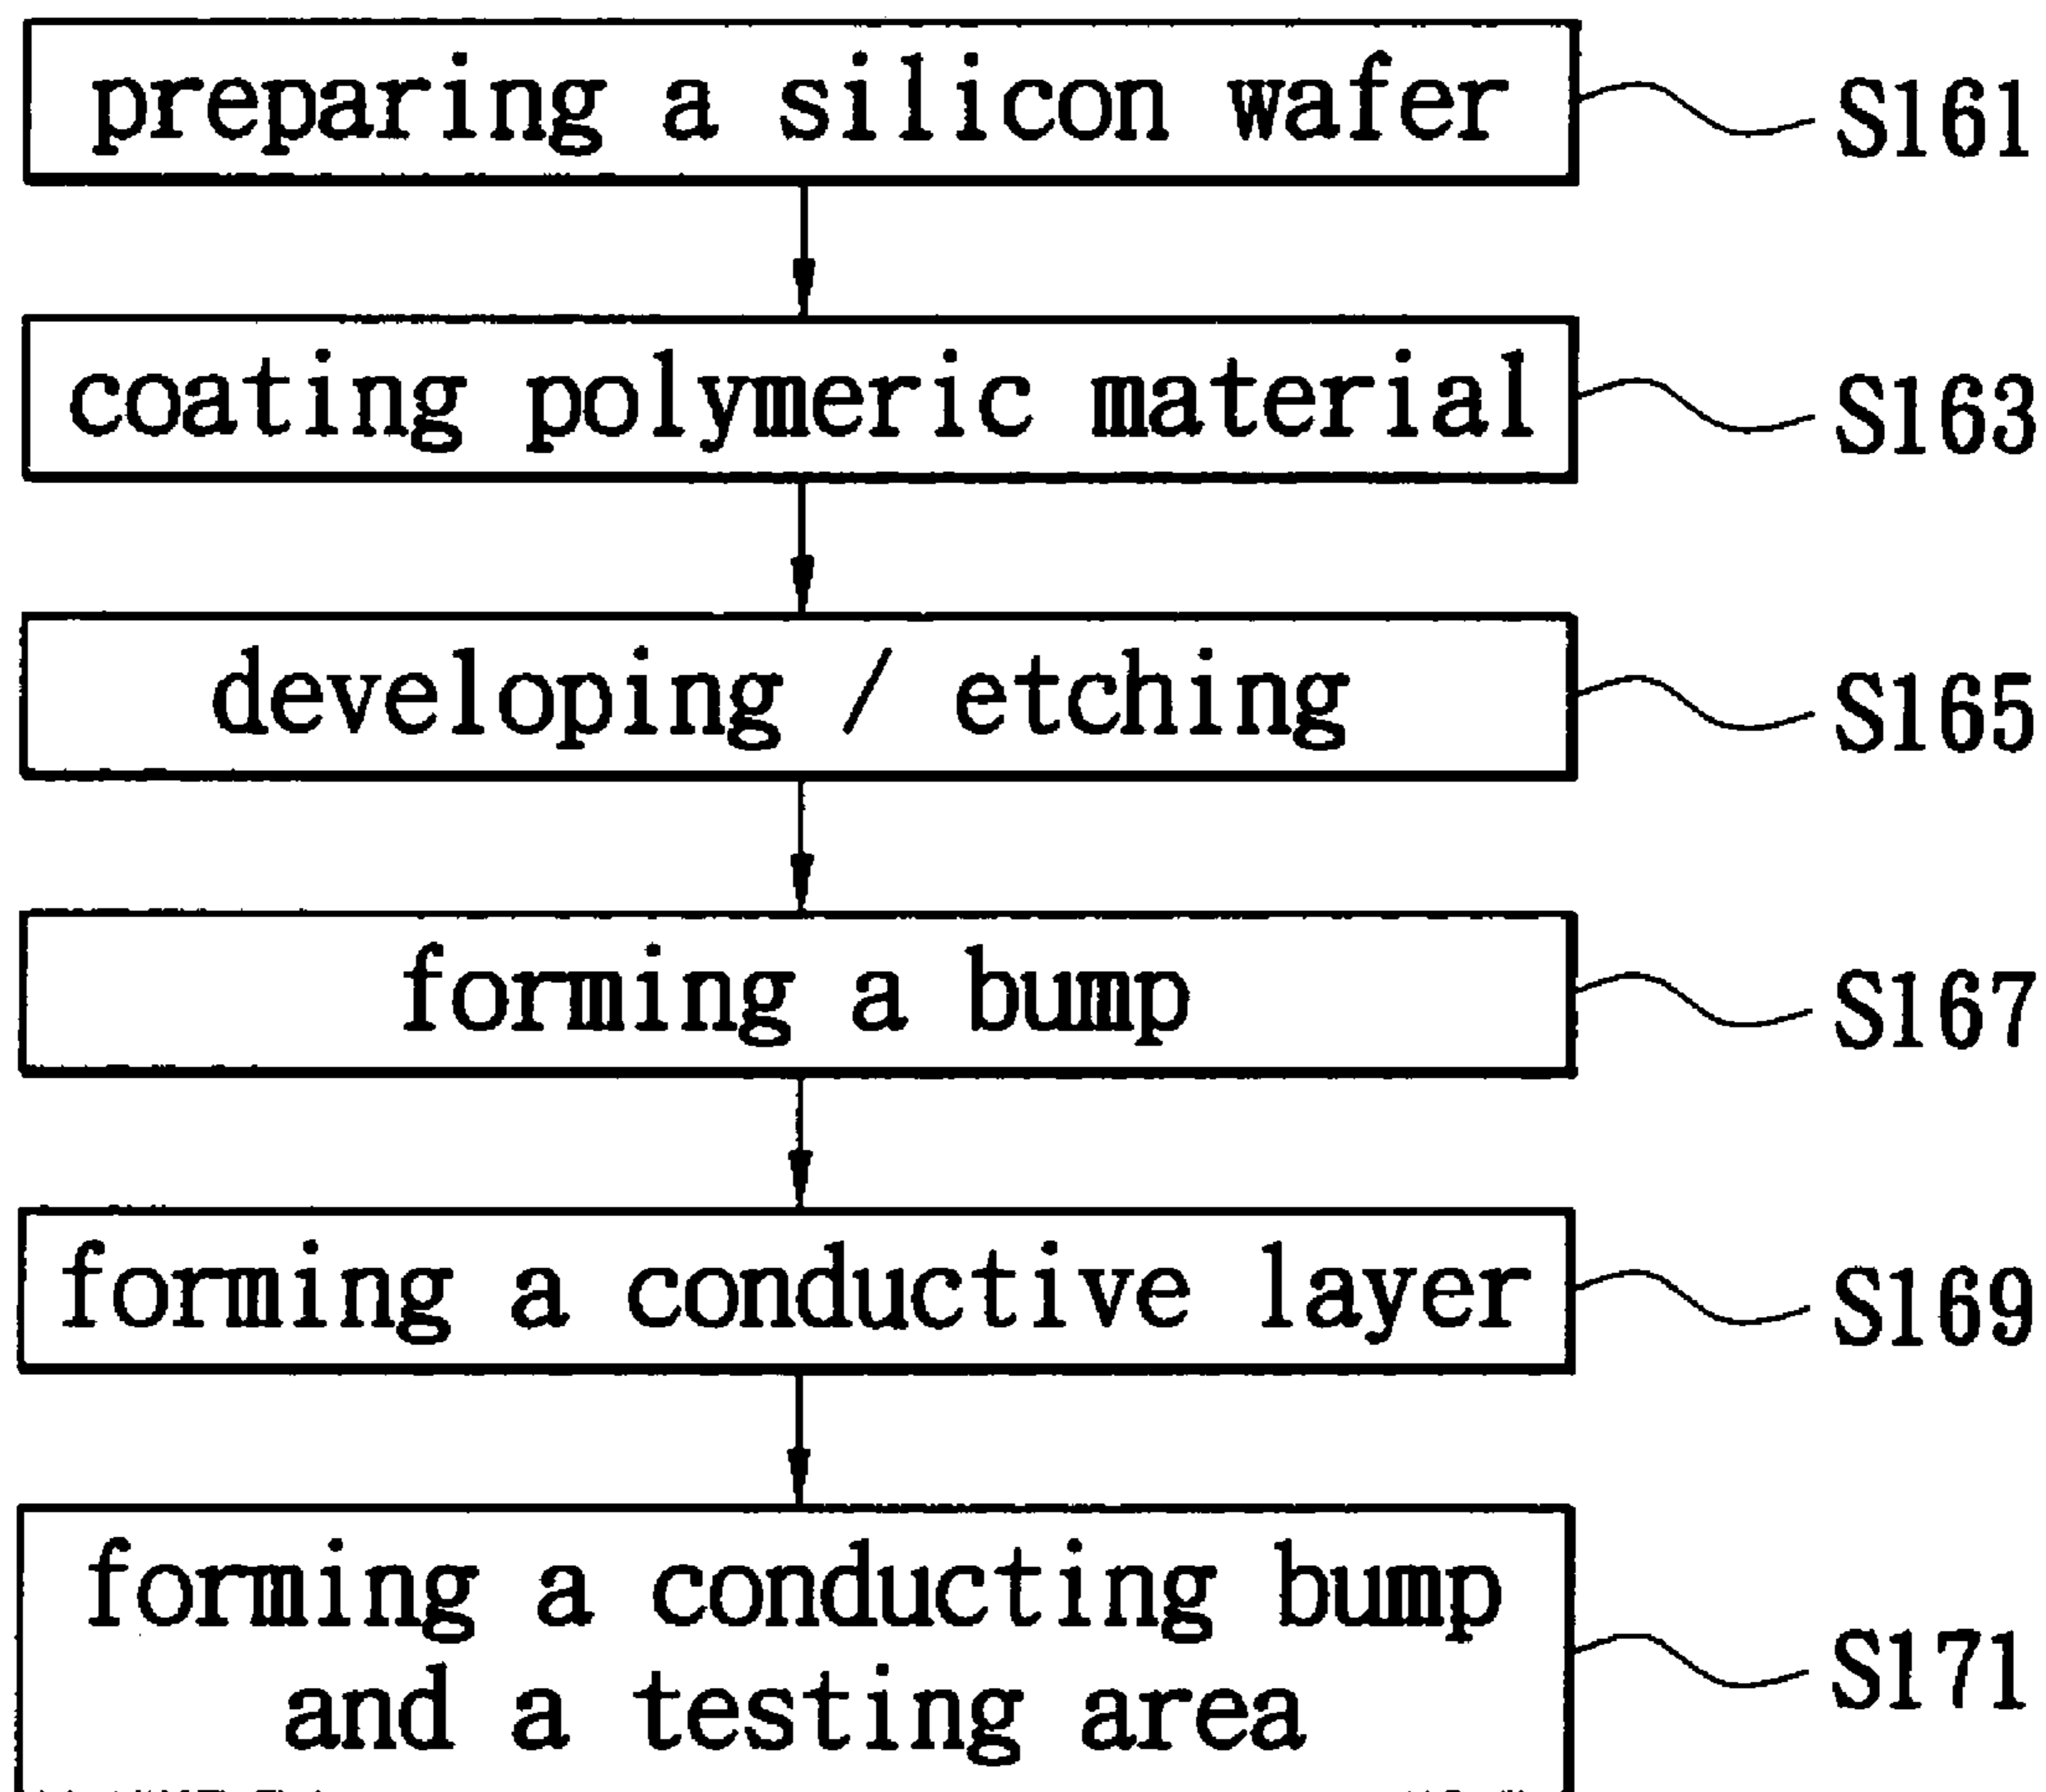 preparing a silicon wafer
S161
coating polymeric material
S163
developing / etching
S165
forming a bump
S167
forming a conductive layer
S169
forming a conducting bump
and a testing area
S171